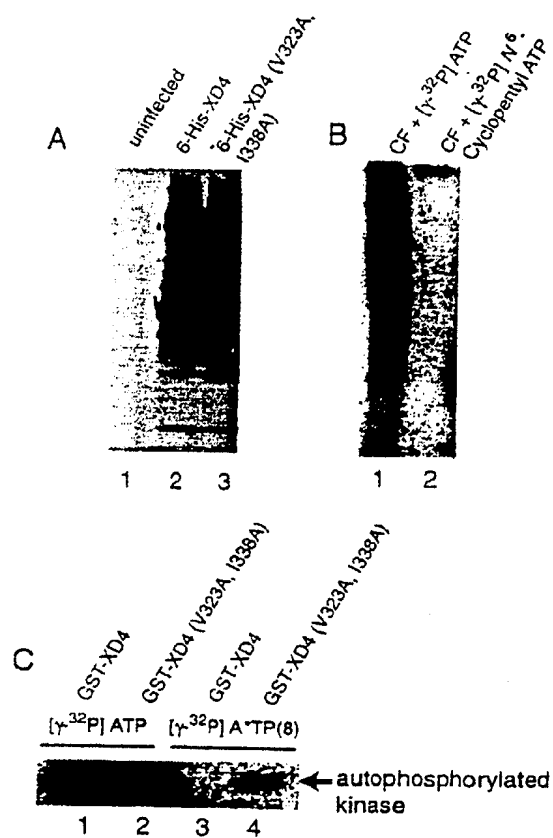 A
uninfected
6-His-XD4
6-His-XD4 (V323A,
I338A)
1 2 3
B
CF + [γ-32P] ATP
CF + [γ-32P] N6-
Cyclopentyl ATP
1 2
C
GST-XD4
GST-XD4 (V323A, I338A)
GST-XD4
GST-XD4 (V323A, I338A)
[γ-32P] ATP
[γ-32P] A*TP(8)
autophosphorylated
kinase
1 2 3 4